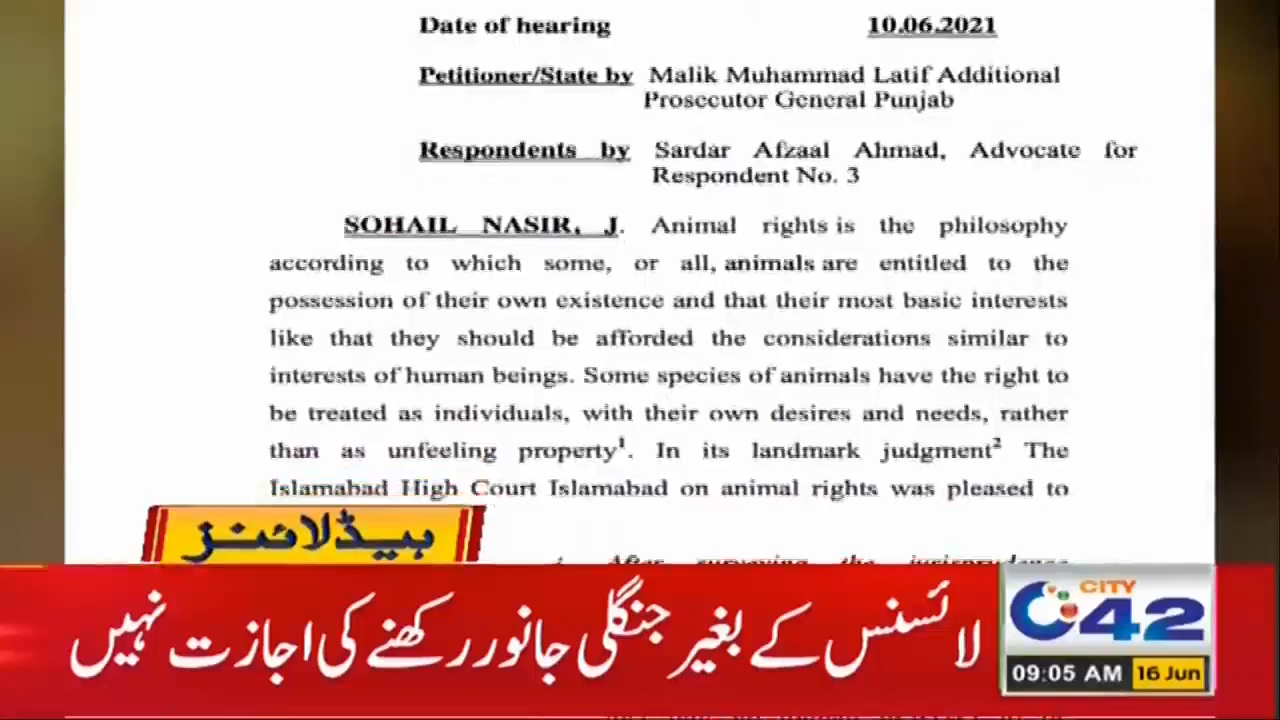 Date of hearing 10.06.2021
Petitioner/State by Malik Muhammad Latif Additional
Prosecutor General Punjab
Respondents by Sardar Afzaal Ahmad, Advocate for
Respondent No. 3
SOHAIL NASIR, J. Animal rights is the philosophy
according to which some, or all, animals are entitled to the
possession of their own existence and that their most basic interests
like that they should be afforded the considerations similar to
interests of human beings. Some species of animals have the right to
be treated as individuals, with their own desires and needs, rather
than as unfeeling property¹. In its landmark judgment² The
Islamabad High Court Islamabad on animal rights was pleased to
After surveying the jurisprudence
ہیڈلائنز
لائسنس کے بغیر جنگلی جانور رکھنے کی اجازت نہیں
CITY
42
09:05 AM 16 Jun